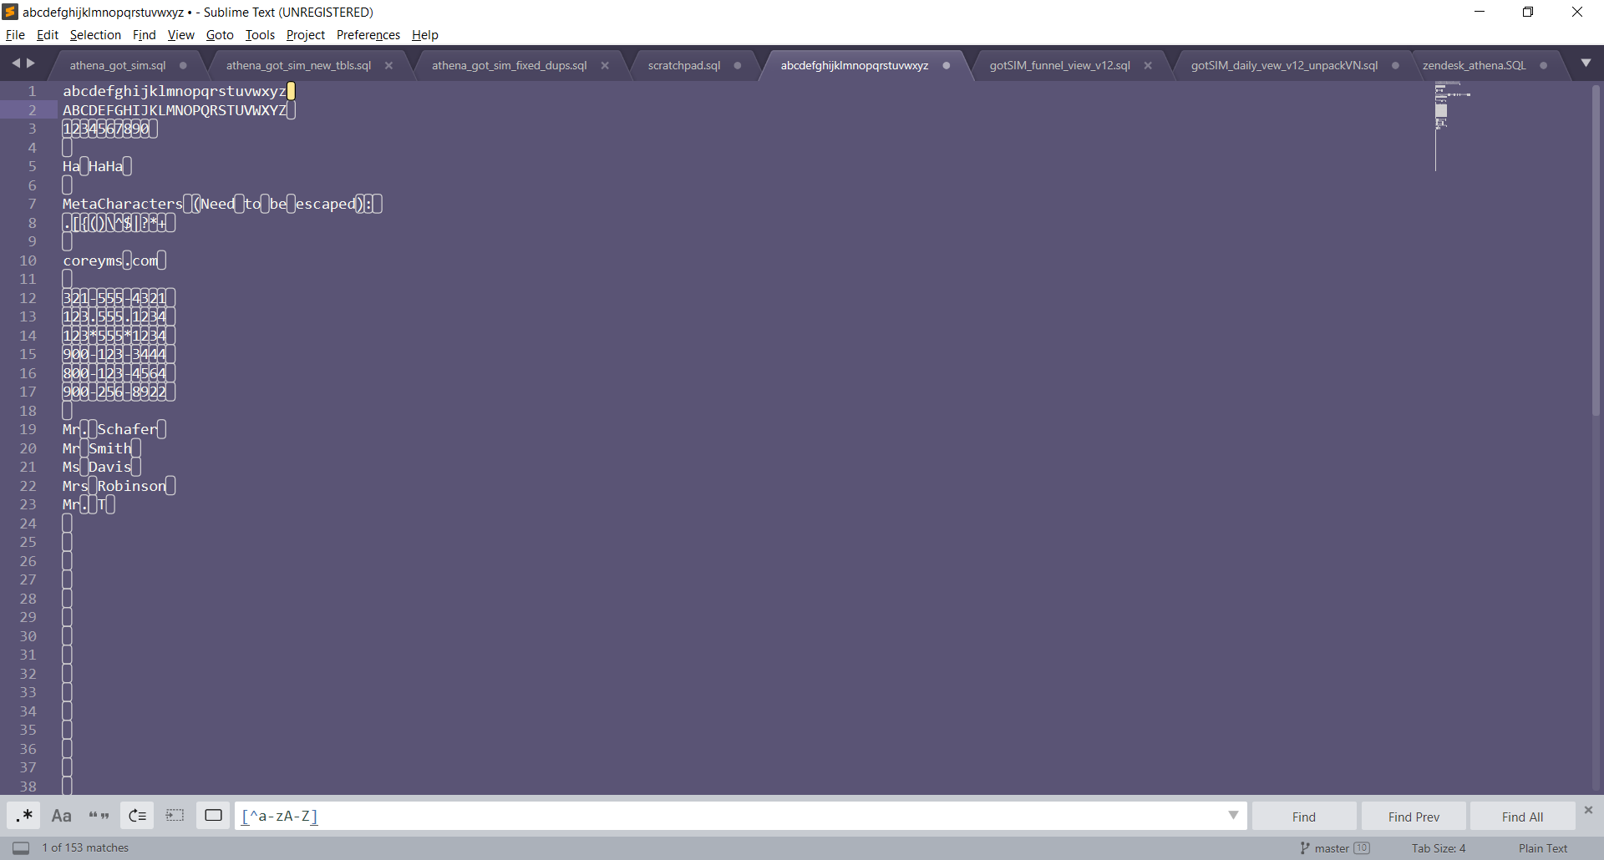 abcdefghijklmnopqrstuvwxyz • - Sublime Text (UNREGISTERED)
File Edit Selection Find View Goto Tools Project Preferences Help
athena_got_sim.sql athena_got_sim_new_tbls.sql athena_got_sim_fixed_dups.sql scratchpad.sql abcdefghijklmnopqrstuvwxyz gotSIM_funnel_view_v12.sql gotSIM_daily_vew_v12_unpackVN.sql zendesk_athena.SQL
1 abcdefghijklmnopqrstuvwxyz
2 ABCDEFGHIJKLMNOPQRSTUVWXYZ
3 1234567890
4
5 Ha HaHa
6
7 MetaCharacters (Need to be escaped):
8 .[{()\^$|?*+
9
10 coreyms.com
11
12 321-555-4321
13 123.555.1234
14 123*555*1234
15 900-123-3444
16 800-123-4564
17 900-256-8922
18
19 Mr. Schafer
20 Mr Smith
21 Ms Davis
22 Mrs Robinson
23 Mr. T
24
25
26
27
28
29
30
31
32
33
34
35
36
37
38
.* Aa “” [^a-zA-Z] Find Find Prev Find All
1 of 153 matches master 10 Tab Size: 4 Plain Text